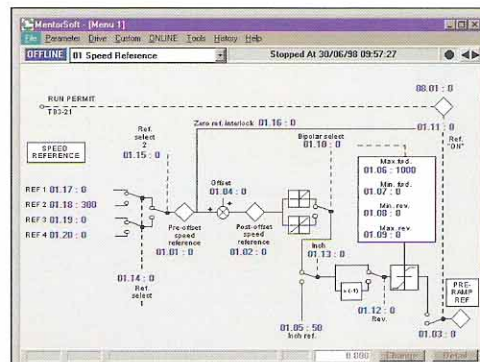 MentorSoft - [Menu 1]
File Parameter Drive Custom ONLINE Tools History Help
OFFLINE 01 Speed Reference Stopped At 30/06/98 09:57:27
08.01 : 0
RUN PERMIT
TB3-21
Zero ref. interlock 01.16 : 0
01.11 : 0
Ref. "ON"
Ref. select 2
01.15 : 0
Bipolar select
01.10 : 0
SPEED REFERENCE
Max fwd.
01.06 : 1000
Min. fwd.
01.07 : 0
Min. rev.
01.08 : 0
Max rev.
01.09 : 0
Offset
01.04 : 0
REF 1 01.17 : 0
REF 2 01.18 : 300
REF 3 01.19 : 0
REF 4 01.20 : 0
Pre-offset speed reference
01.01 : 0
Post-offset speed reference
01.02 : 0
Inch
01.13 : 0
01.14 : 0
Ref. select 1
x (-1)
01.12 : 0
Rev.
PRE-RAMP REF
01.05 : 50
Inch ref.
01.03 : 0
0.000 Change Detail